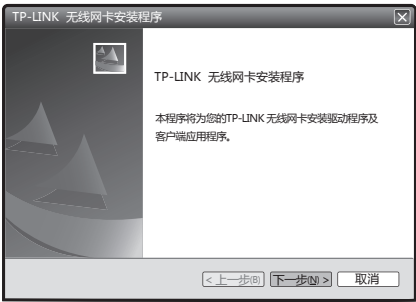 TP-LINK 无线网卡安装程序
TP-LINK 无线网卡安装程序
本程序将为您的TP-LINK 无线网卡安装驱动程序及
客户端应用程序。
< 上一步(B) 下一步(N) > 取消